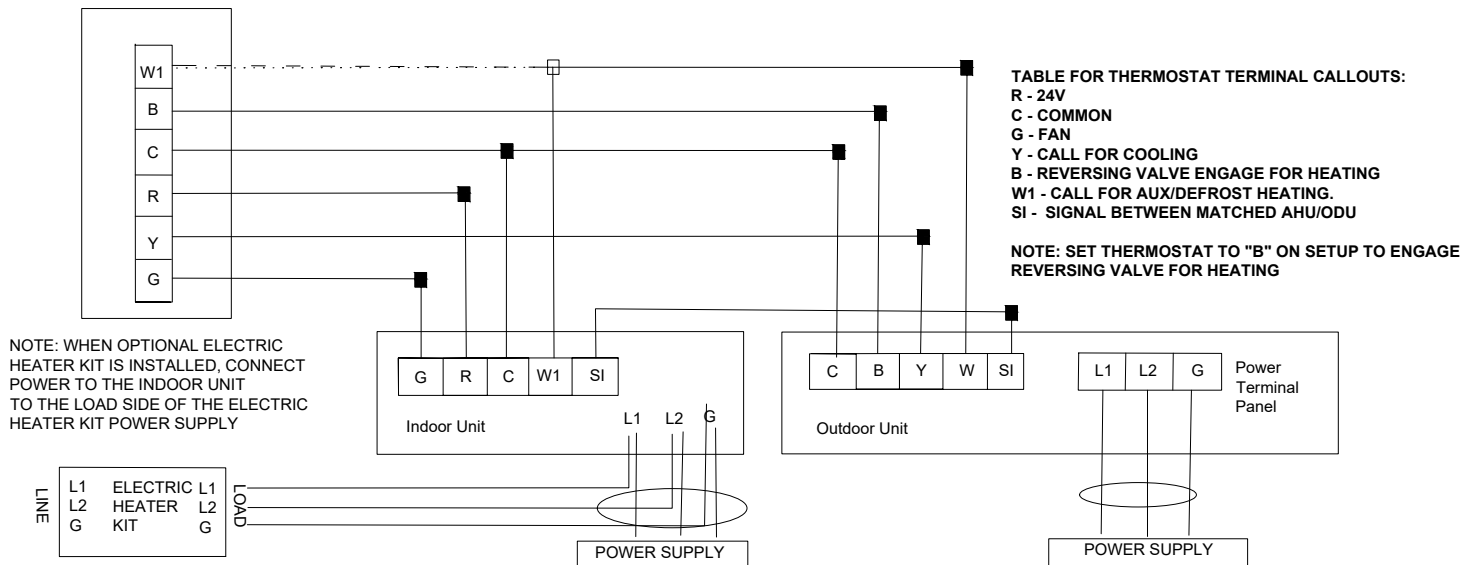 W1
B
C
R
Y
G
TABLE FOR THERMOSTAT TERMINAL CALLOUTS:
R - 24V
C - COMMON
G - FAN
Y - CALL FOR COOLING
B - REVERSING VALVE ENGAGE FOR HEATING
W1 - CALL FOR AUX/DEFROST HEATING.
SI - SIGNAL BETWEEN MATCHED AHU/ODU
NOTE: SET THERMOSTAT TO "B" ON SETUP TO ENGAGE
REVERSING VALVE FOR HEATING
NOTE: WHEN OPTIONAL ELECTRIC
HEATER KIT IS INSTALLED, CONNECT
POWER TO THE INDOOR UNIT
TO THE LOAD SIDE OF THE ELECTRIC
HEATER KIT POWER SUPPLY
G R C W1 SI
L1 L2 G
Indoor Unit
C B Y W SI
Outdoor Unit
L1 L2 G
Power
Terminal
Panel
LINE
L1 ELECTRIC L1
L2 HEATER L2
G KIT G
LOAD
POWER SUPPLY
POWER SUPPLY